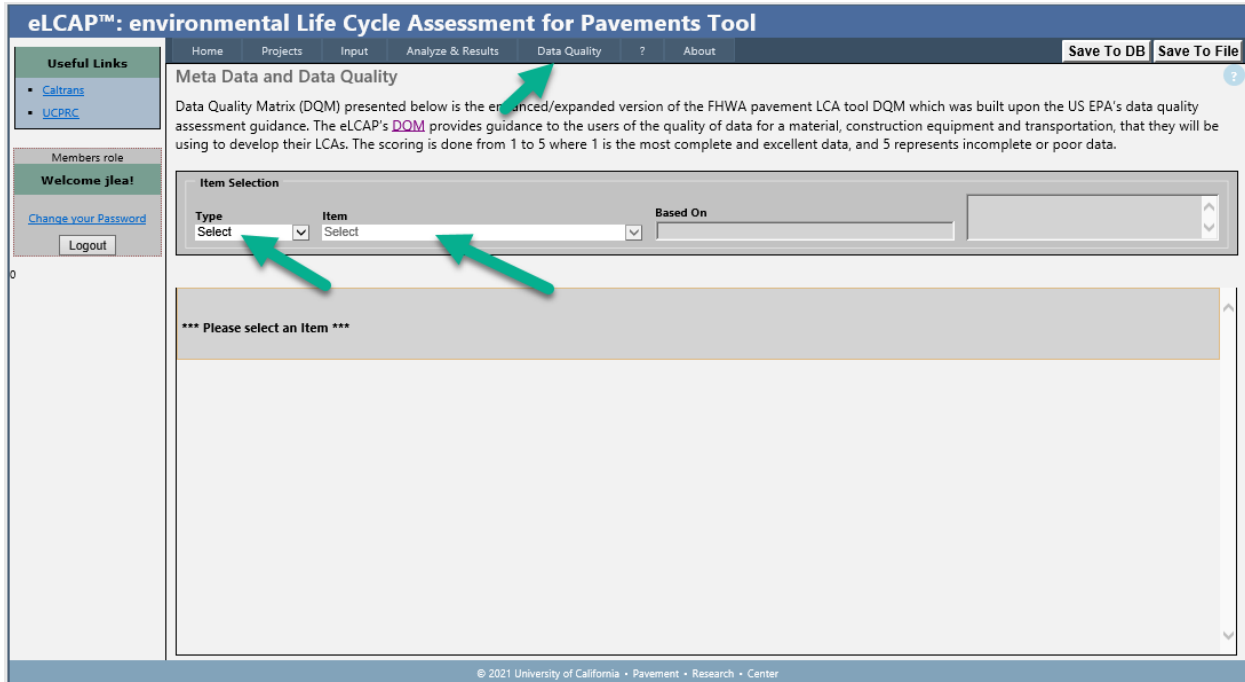 eLCAP™: environmental Life Cycle Assessment for Pavements Tool
Home Projects Input Analyze & Results Data Quality ? About
Save To DB Save To File
Useful Links
Caltrans
UCPRC
Members role
Welcome jlea!
Change your Password
Logout
0
Meta Data and Data Quality
?
Data Quality Matrix (DQM) presented below is the enhanced/expanded version of the FHWA pavement LCA tool DQM which was built upon the US EPA's data quality
assessment guidance. The eLCAP's DQM provides guidance to the users of the quality of data for a material, construction equipment and transportation, that they will be
using to develop their LCAs. The scoring is done from 1 to 5 where 1 is the most complete and excellent data, and 5 represents incomplete or poor data.
Item Selection
Type Item Based On
Select Select
*** Please select an Item ***
© 2021 University of California • Pavement • Research • Center